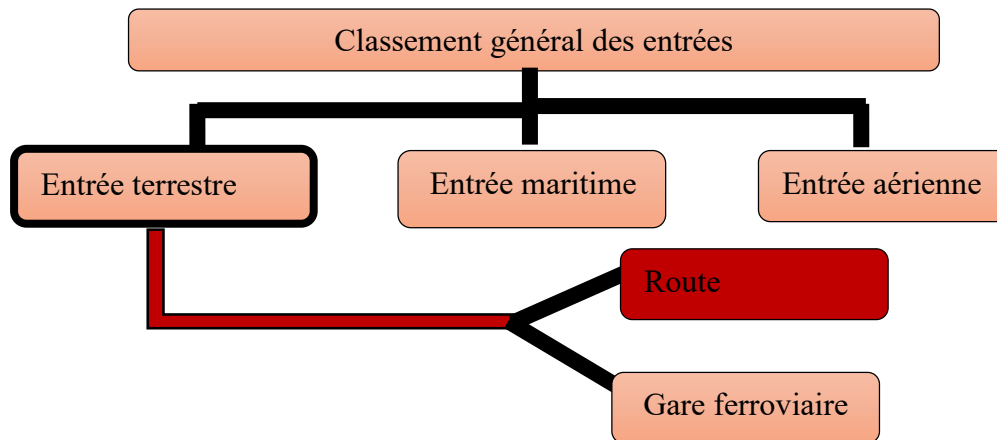 Classement général des entrées
Entrée terrestre
Entrée maritime
Entrée aérienne
Route
Gare ferroviaire